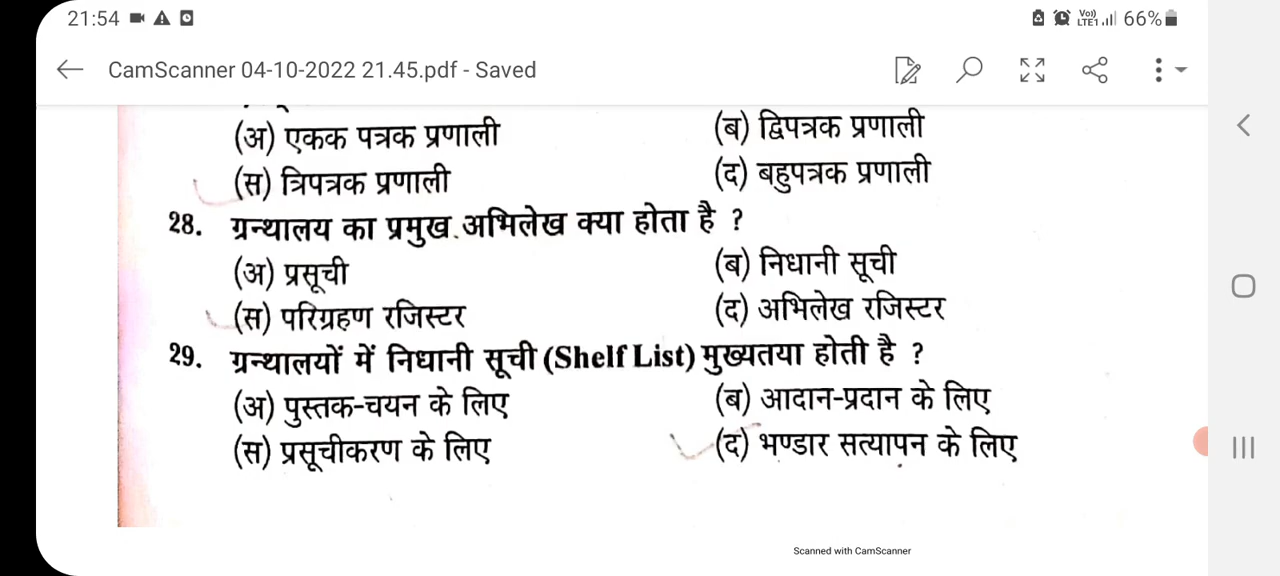 21:54 Vo)) LTE1 66%
CamScanner 04-10-2022 21.45.pdf - Saved
(अ) एकक पत्रक प्रणाली (ब) द्विपत्रक प्रणाली
(स) त्रिपत्रक प्रणाली (द) बहुपत्रक प्रणाली
28. ग्रन्थालय का प्रमुख अभिलेख क्या होता है ?
(अ) प्रसूची (ब) निधानी सूची
(स) परिग्रहण रजिस्टर (द) अभिलेख रजिस्टर
29. ग्रन्थालयों में निधानी सूची (Shelf List) मुख्यतया होती है ?
(अ) पुस्तक-चयन के लिए (ब) आदान-प्रदान के लिए
(स) प्रसूचीकरण के लिए (द) भण्डार सत्यापन के लिए
Scanned with CamScanner